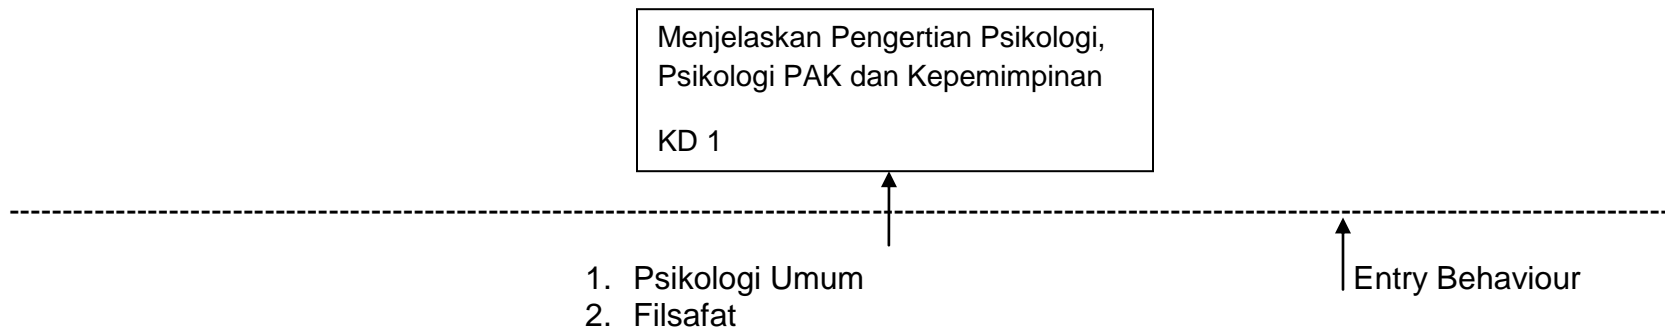 Menjelaskan Pengertian Psikologi,
Psikologi PAK dan Kepemimpinan
KD 1
1. Psikologi Umum
Entry Behaviour
2. Filsafat